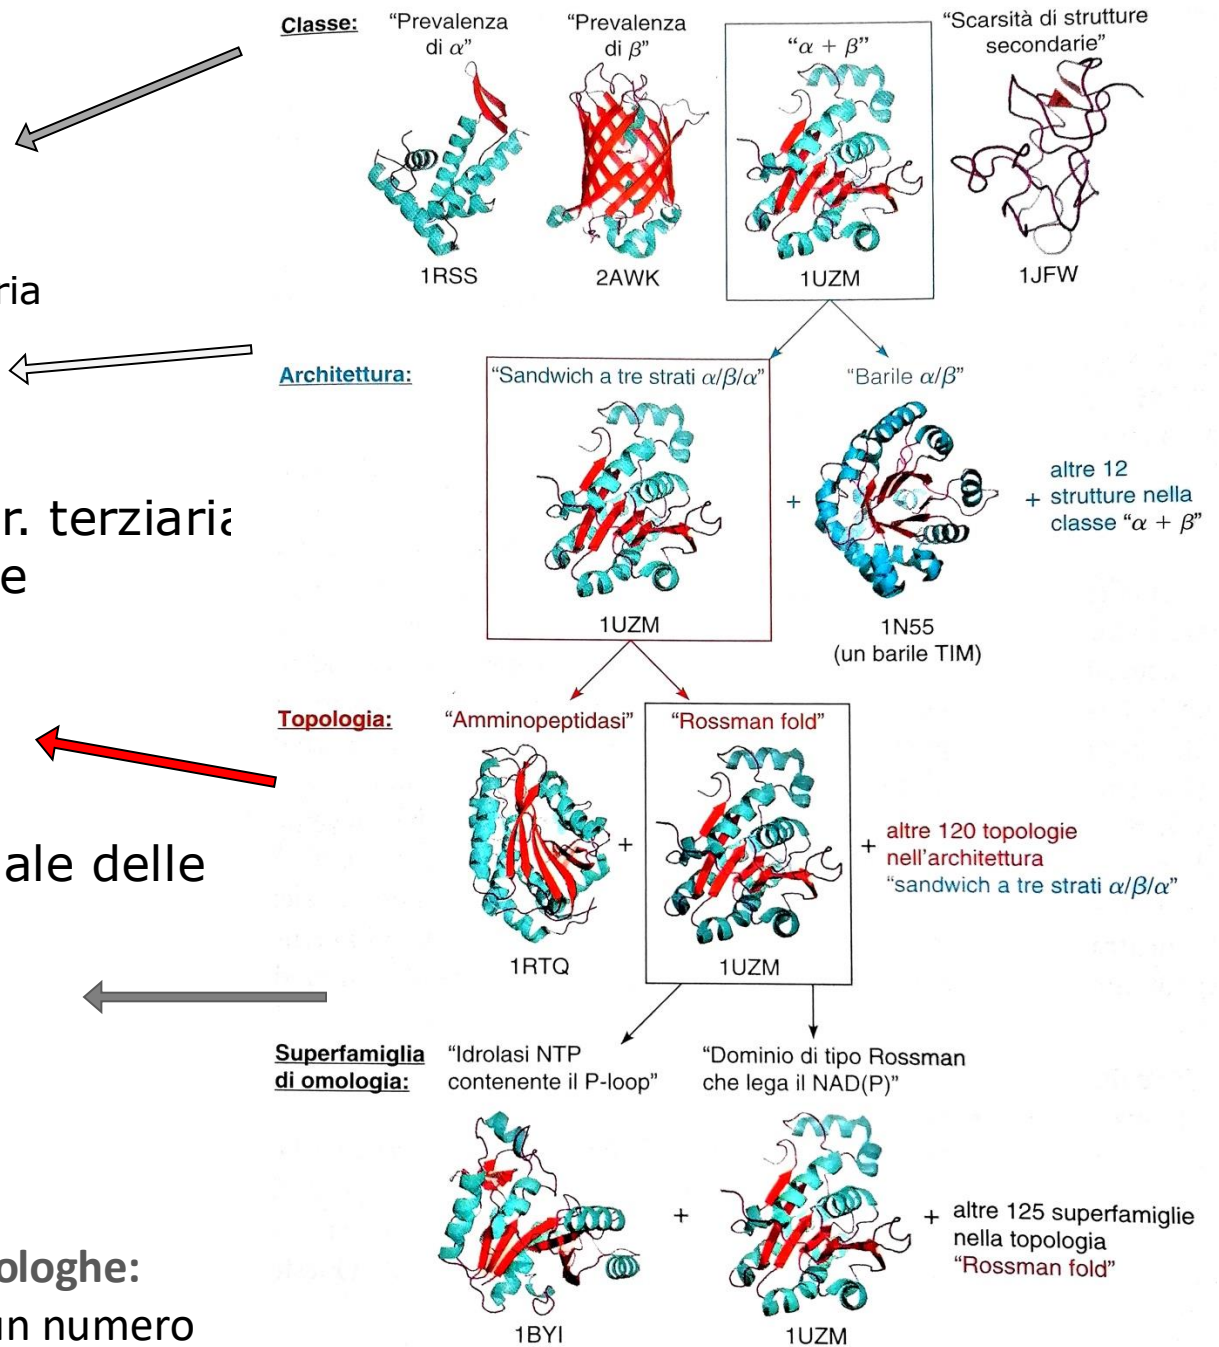 Classe:
"Prevalenza
di α"
"Prevalenza
di β"
"α + β"
"Scarsità di strutture
secondarie"
1RSS
2AWK
1UZM
1JFW
ria
Architettura:
"Sandwich a tre strati α/β/α"
"Barile α/β"
r. terziaria
e
+
+
altre 12
strutture nella
classe "α + β"
1UZM
1N55
(un barile TIM)
Topologia:
"Amminopeptidasi"
"Rossman fold"
ale delle
+
+
altre 120 topologie
nell'architettura
"sandwich a tre strati α/β/α"
1RTQ
1UZM
Superfamiglia
di omologia:
"Idrolasi NTP
contenente il P-loop"
"Dominio di tipo Rossman
che lega il NAD(P)"
+
+
altre 125 superfamiglie
nella topologia
"Rossman fold"
ologhe:
un numero
1BYI
1UZM